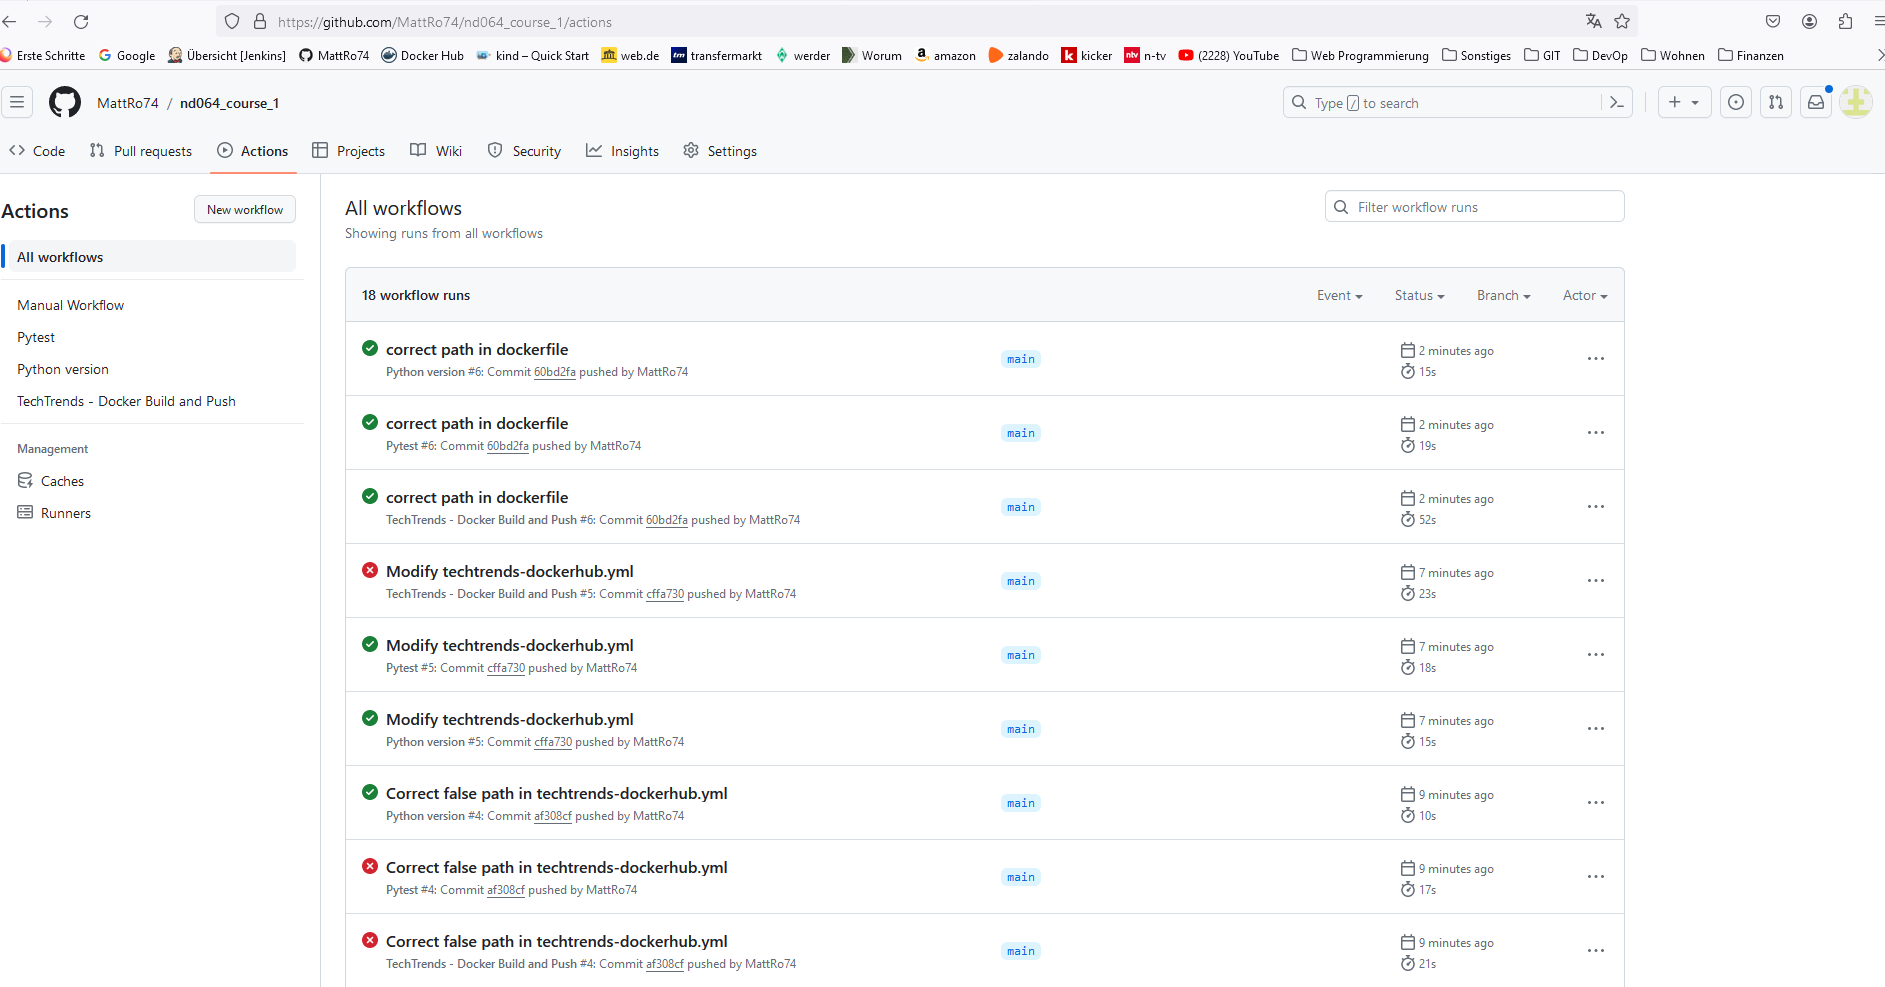 https://github.com/MattRo74/nd064_course_1/actions
Erste Schritte Google Übersicht [Jenkins] MattRo74 Docker Hub kind – Quick Start web.de transfermarkt werder Worum amazon zalando kicker n-tv (2228) YouTube Web Programmierung Sonstiges GIT DevOp Wohnen Finanzen
MattRo74 / nd064_course_1
Type / to search
Code Pull requests Actions Projects Wiki Security Insights Settings
Actions
New workflow
All workflows
Manual Workflow
Pytest
Python version
TechTrends - Docker Build and Push
Management
Caches
Runners
All workflows
Showing runs from all workflows
Filter workflow runs
18 workflow runs
Event Status Branch Actor
correct path in dockerfile
Python version #6: Commit 60bd2fa pushed by MattRo74
main
2 minutes ago
15s
correct path in dockerfile
Pytest #6: Commit 60bd2fa pushed by MattRo74
main
2 minutes ago
19s
correct path in dockerfile
TechTrends - Docker Build and Push #6: Commit 60bd2fa pushed by MattRo74
main
2 minutes ago
52s
Modify techtrends-dockerhub.yml
TechTrends - Docker Build and Push #5: Commit cffa730 pushed by MattRo74
main
7 minutes ago
23s
Modify techtrends-dockerhub.yml
Pytest #5: Commit cffa730 pushed by MattRo74
main
7 minutes ago
18s
Modify techtrends-dockerhub.yml
Python version #5: Commit cffa730 pushed by MattRo74
main
7 minutes ago
15s
Correct false path in techtrends-dockerhub.yml
Python version #4: Commit af308cf pushed by MattRo74
main
9 minutes ago
10s
Correct false path in techtrends-dockerhub.yml
Pytest #4: Commit af308cf pushed by MattRo74
main
9 minutes ago
17s
Correct false path in techtrends-dockerhub.yml
TechTrends - Docker Build and Push #4: Commit af308cf pushed by MattRo74
main
9 minutes ago
21s